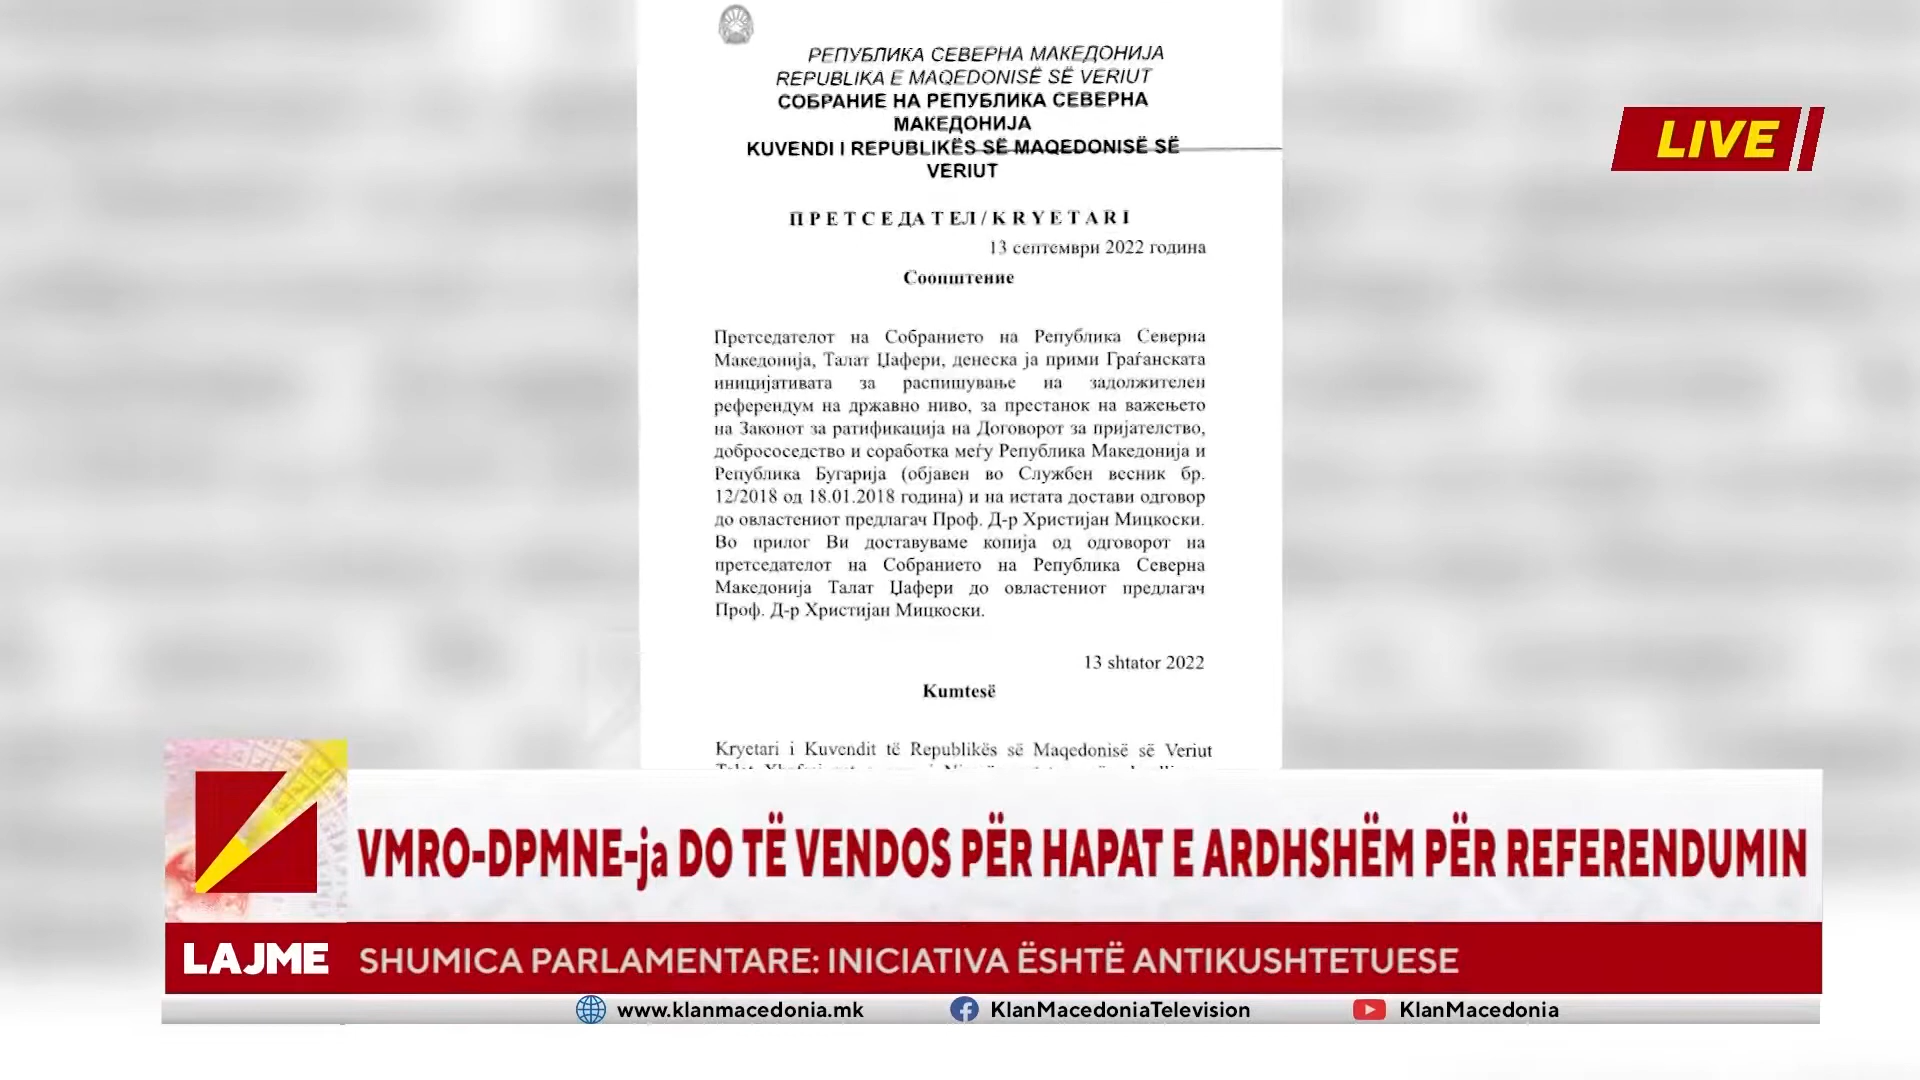 РЕПУБЛИКА СЕВЕРНА МАКЕДОНИЈА
REPUBLIKA E MAQEDONISË SË VERIUT
СОБРАНИЕ НА РЕПУБЛИКА СЕВЕРНА
МАКЕДОНИЈА
KUVENDI I REPUBLIKËS SË MAQEDONISË SË
VERIUT
ПРЕТСЕДАТЕЛ/KRYETARI
13 септември 2022 година
Соопштение
Претседателот на Собранието на Република Северна
Македонија, Талат Џафери, денеска ја прими Граѓанската
иницијативата за распишување на задолжителен
референдум на државно ниво, за престанок на важењето
на Законот за ратификација на Договорот за пријателство,
добрососедство и соработка меѓу Република Македонија и
Република Бугарија (објавен во Службен весник бр.
12/2018 од 18.01.2018 година) и на истата достави одговор
до овластениот предлагач Проф. Д-р Христијан Мицкоски.
Во прилог Ви доставуваме копија од одговорот на
претседателот на Собранието на Република Северна
Македонија Талат Џафери до овластениот предлагач
Проф. Д-р Христијан Мицкоски.
13 shtator 2022
Kumtesë
Kryetari i Kuvendit të Republikës së Maqedonisë së Veriut
LIVE
VMRO-DPMNE-ja DO TË VENDOS PËR HAPAT E ARDHSHËM PËR REFERENDUMIN
LAJME SHUMICA PARLAMENTARE: INICIATIVA ËSHTË ANTIKUSHTETUESE
www.klanmacedonia.mk KlanMacedoniaTelevision KlanMacedonia